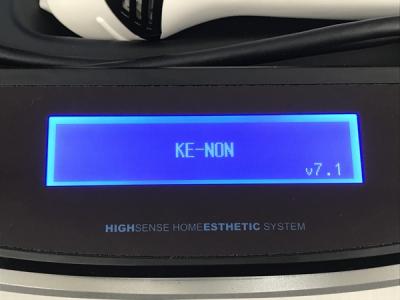 KE-NON
v7.1
HIGHSENSE HOMEESTHETIC SYSTEM